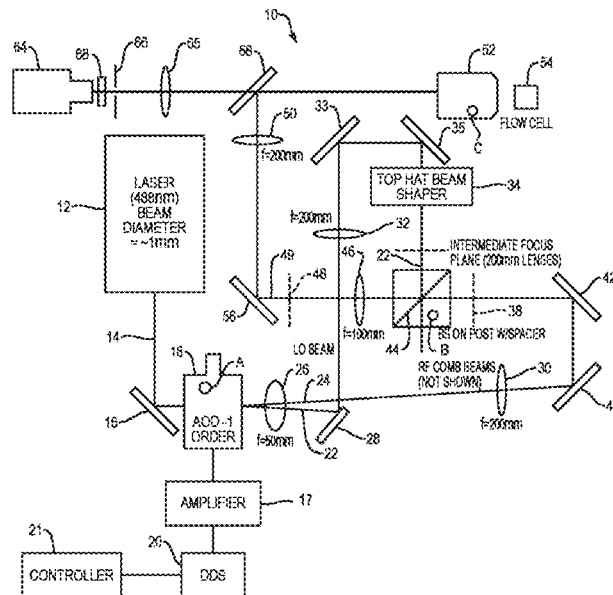 10
64
68
66
65
58
52
54
FLOW CELL
C
50
f=200mm
33
35
TOP HAT BEAM
SHAPER
34
LASER
(488nm)
BEAM
DIAMETER
= ~1mm
12
f=200mm
32
INTERMEDIATE FOCUS
PLANE (200mm LENSES)
22
49
48
46
42
56
f=100mm
38
44
BS ON POST W/SPACER
B
14
LO BEAM
RF COMB BEAMS
(NOT SHOWN)
30
16
A
26
24
AOD -1
ORDER
f=50mm
22
28
f=200mm
4
AMPLIFIER
17
21
20
CONTROLLER
DDS